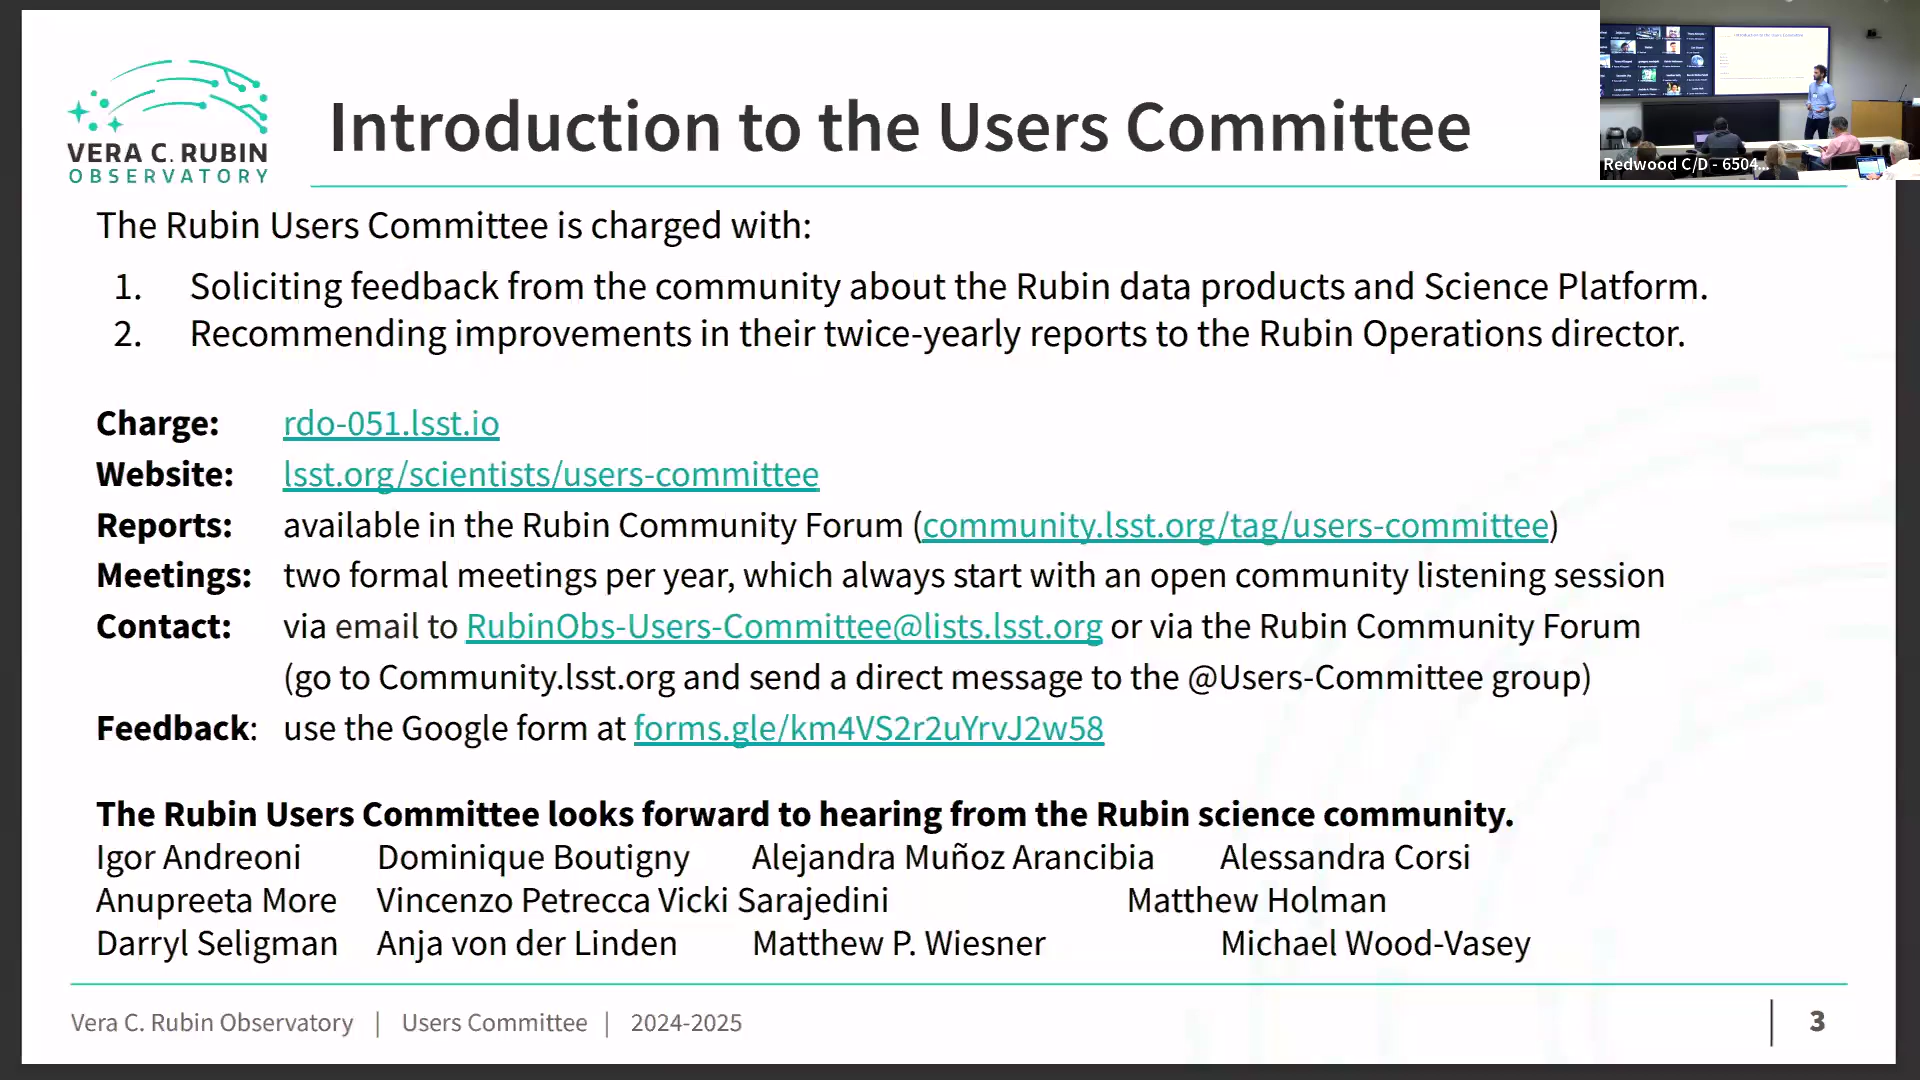 VERA C. RUBIN
OBSERVATORY
Introduction to the Users Committee
Redwood C/D - 6504...
The Rubin Users Committee is charged with:
1. Soliciting feedback from the community about the Rubin data products and Science Platform.
2. Recommending improvements in their twice-yearly reports to the Rubin Operations director.
Charge: rdo-051.lsst.io
Website: lsst.org/scientists/users-committee
Reports: available in the Rubin Community Forum (community.lsst.org/tag/users-committee)
Meetings: two formal meetings per year, which always start with an open community listening session
Contact: via email to RubinObs-Users-Committee@lists.lsst.org or via the Rubin Community Forum
(go to Community.lsst.org and send a direct message to the @Users-Committee group)
Feedback: use the Google form at forms.gle/km4VS2r2uYrvJ2w58
The Rubin Users Committee looks forward to hearing from the Rubin science community.
Igor Andreoni Dominique Boutigny Alejandra Muñoz Arancibia Alessandra Corsi
Anupreeta More Vincenzo Petrecca Vicki Sarajedini Matthew Holman
Darryl Seligman Anja von der Linden Matthew P. Wiesner Michael Wood-Vasey
Vera C. Rubin Observatory | Users Committee | 2024-2025 | 3